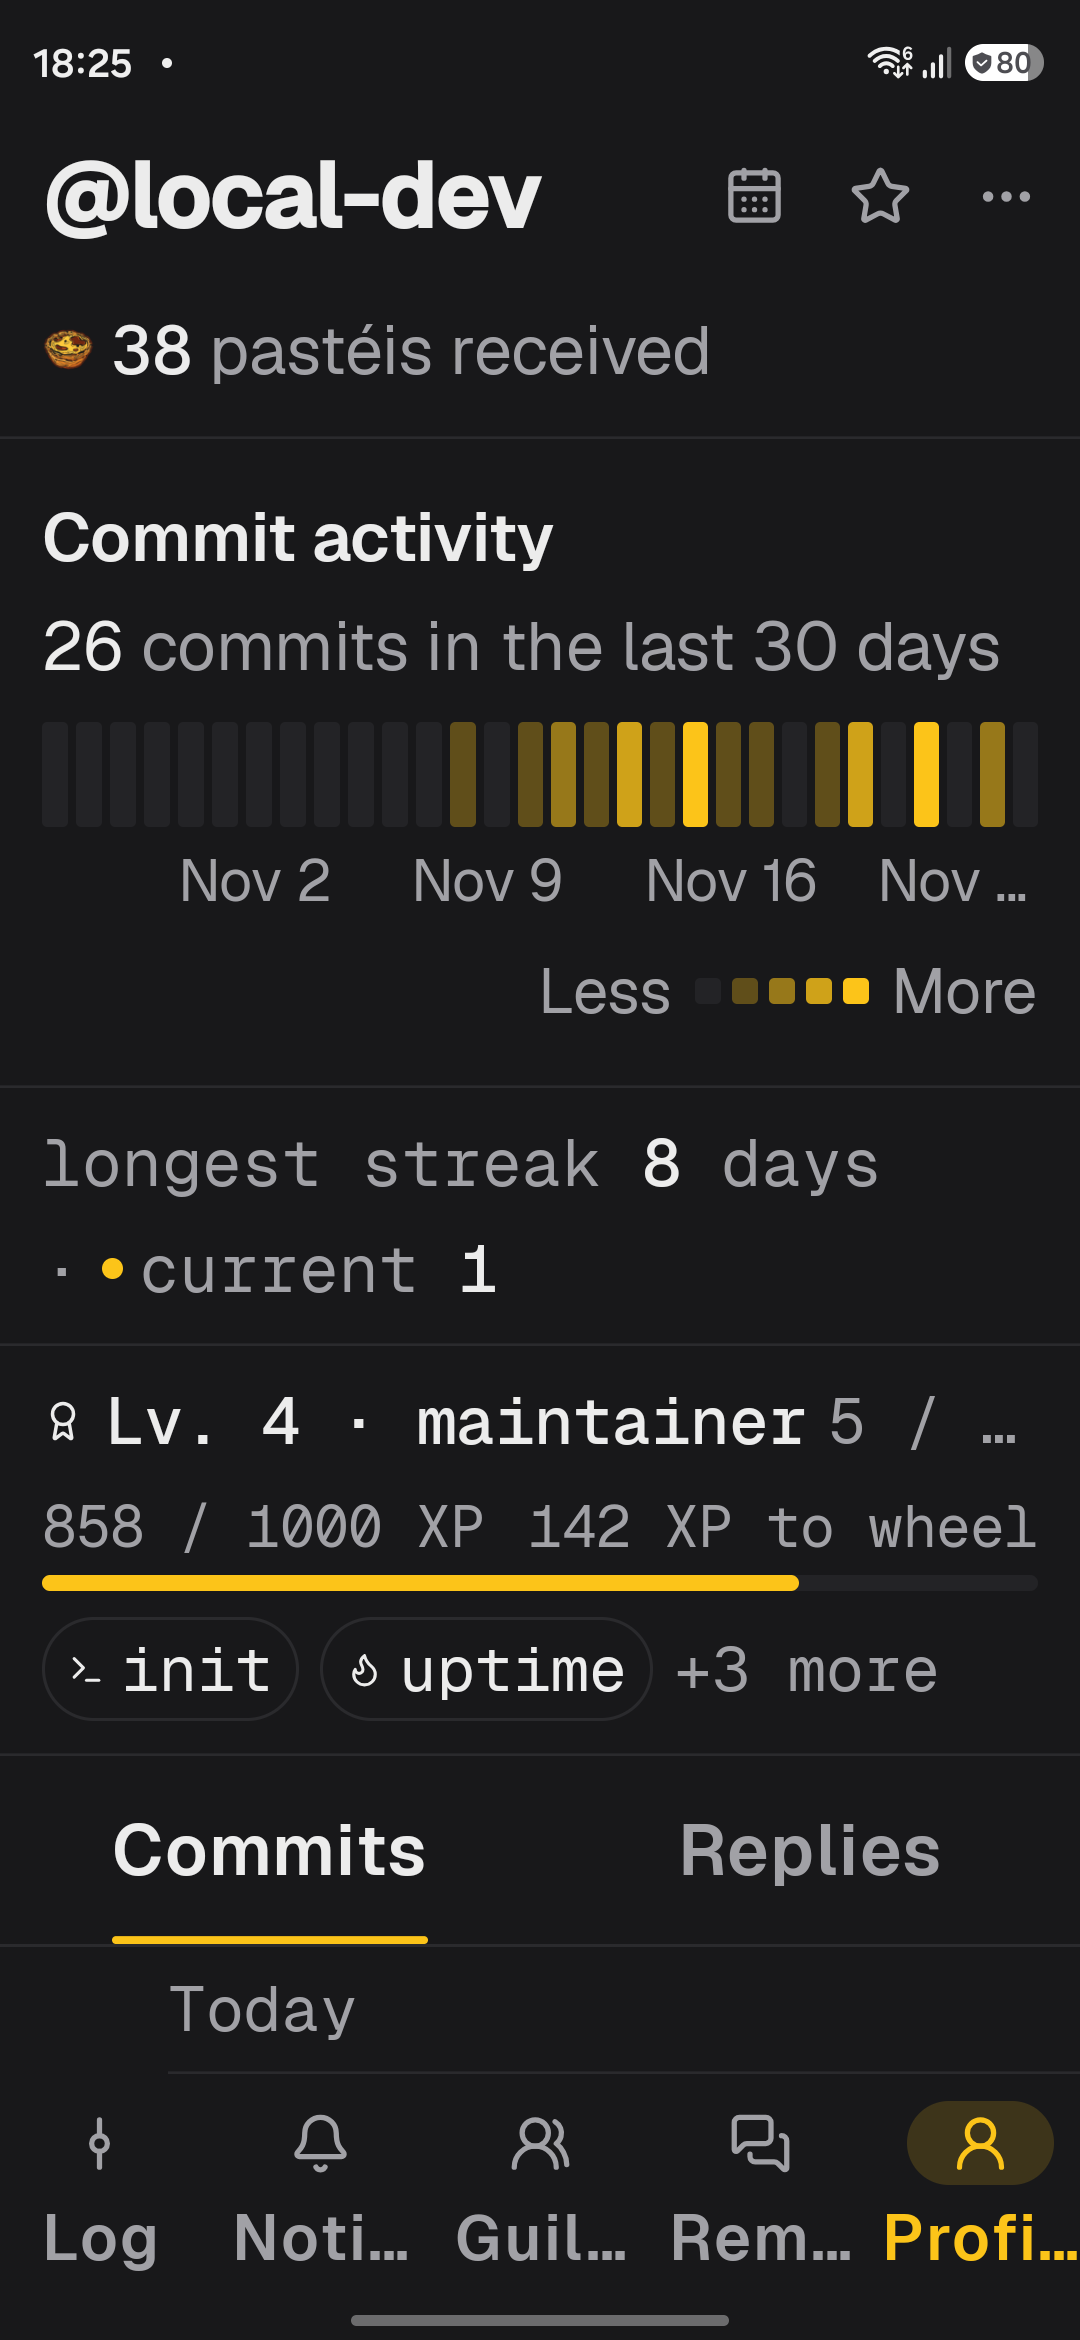 18:25
6
80
@local-dev
38 pastéis received
Commit activity
26 commits in the last 30 days
Nov 2 Nov 9 Nov 16 Nov …
Less More
longest streak 8 days
· current 1
Lv. 4 · maintainer 5 / …
858 / 1000 XP 142 XP to wheel
init uptime +3 more
Commits Replies
Today
Log Noti… Guil… Rem… Profi…